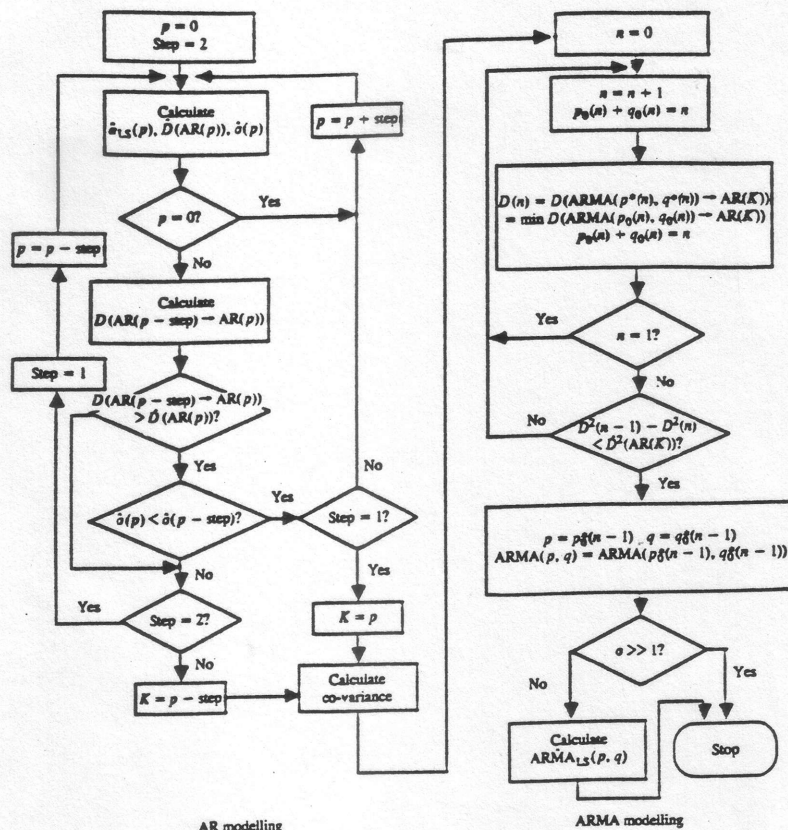 p = 0
Step = 2
Calculate
α̂_LS(p), D̂(AR(p)), σ̂(p)
p = p + step
p = 0?
Yes
No
p = p − step
Calculate
D(AR(p − step) → AR(p))
Step = 1
D(AR(p − step) → AR(p))
> D̂(AR(p))?
Yes
σ̂(p) < σ̂(p − step)?
Yes
No
Step = 1?
No
Yes
Step = 2?
Yes
No
K = p
K = p − step
Calculate
co-variance
AR modelling
n = 0
n = n + 1
p₀(n) + q₀(n) = n
D(n) = D(ARMA(p*(n), q*(n)) → AR(K))
= min D(ARMA(p₀(n), q₀(n)) → AR(K))
p₀(n) + q₀(n) = n
Yes
n = 1?
No
No
D²(n − 1) − D²(n)
< D̂²(AR(K))?
Yes
p = p₀*(n − 1) q = q₀*(n − 1)
ARMA(p, q) = ARMA(p₀*(n − 1), q₀*(n − 1))
σ >> 1?
No
Yes
Calculate
ARM̂A_LS(p, q)
Stop
ARMA modelling